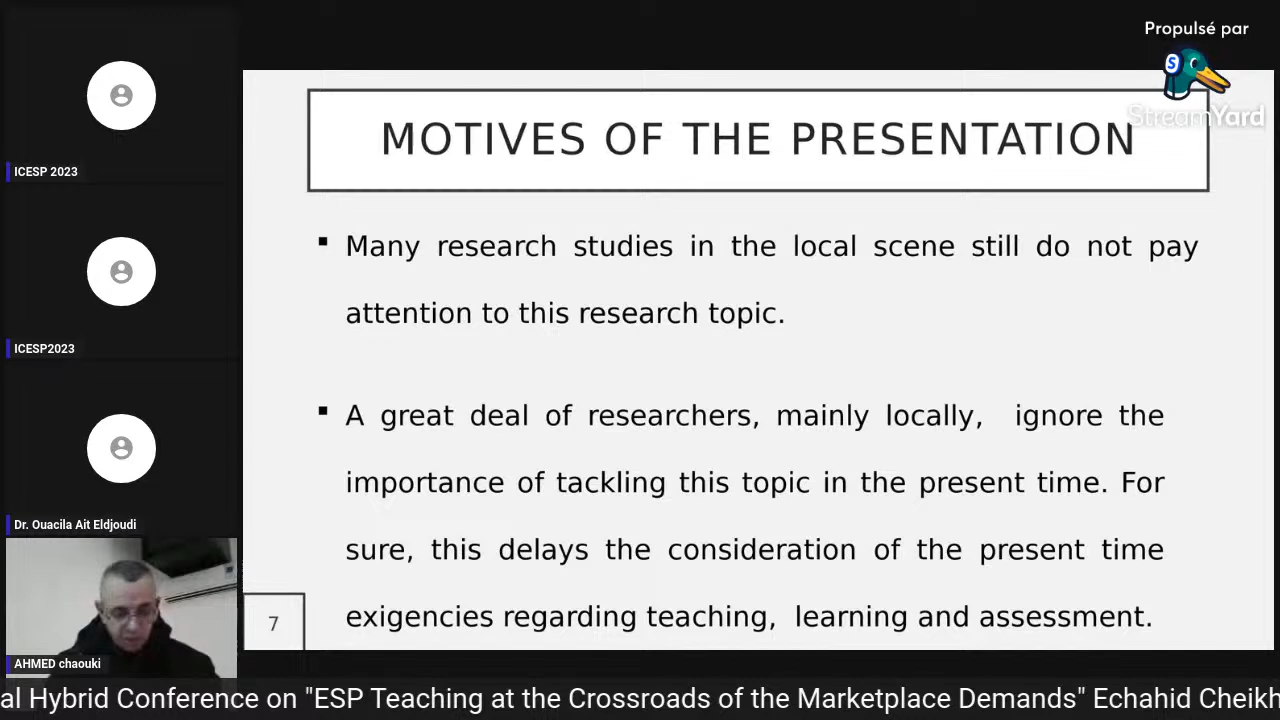 Propulsé par
StreamYard
MOTIVES OF THE PRESENTATION
▪ Many research studies in the local scene still do not pay
attention to this research topic.
▪ A great deal of researchers, mainly locally, ignore the
importance of tackling this topic in the present time. For
sure, this delays the consideration of the present time
exigencies regarding teaching, learning and assessment.
7
ICESP 2023
ICESP2023
Dr. Ouacila Ait Eldjoudi
AHMED chaouki
al Hybrid Conference on "ESP Teaching at the Crossroads of the Marketplace Demands" Echahid Cheikh